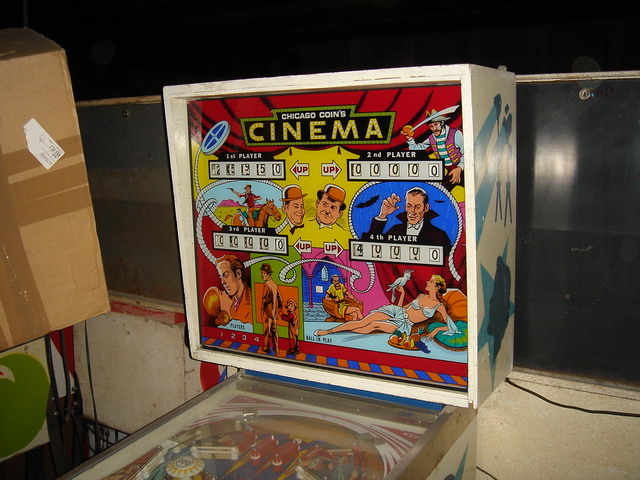 CHICAGO COIN'S
CINEMA
1st PLAYER
2nd PLAYER
UP UP
0 0 0 0 0
3rd PLAYER
4th PLAYER
UP UP
PLAYERS
1 2 3 4
BALL IN PLAY
100